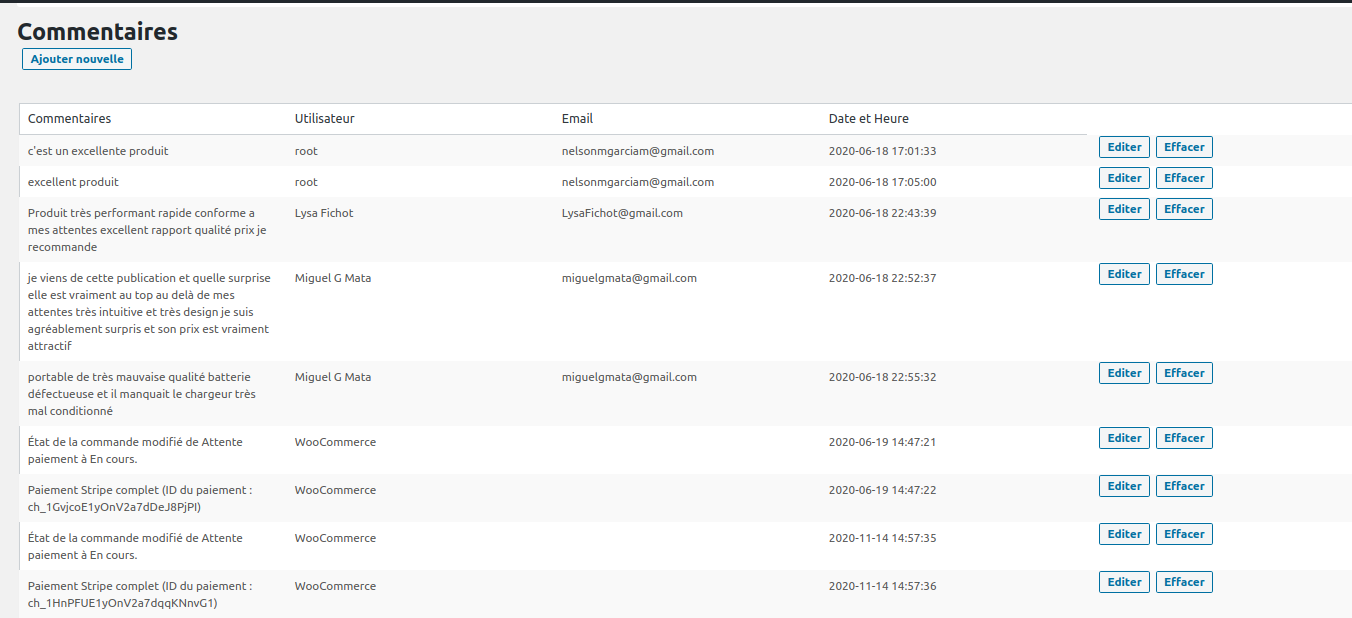 Commentaires
Ajouter nouvelle
Commentaires Utilisateur Email Date et Heure
c'est un excellente produit root nelsonmgarciam@gmail.com 2020-06-18 17:01:33 Editer Effacer
excellent produit root nelsonmgarciam@gmail.com 2020-06-18 17:05:00 Editer Effacer
Produit très performant rapide conforme a Lysa Fichot LysaFichot@gmail.com 2020-06-18 22:43:39 Editer Effacer
mes attentes excellent rapport qualité prix je
recommande
je viens de cette publication et quelle surprise Miguel G Mata miguelgmata@gmail.com 2020-06-18 22:52:37 Editer Effacer
elle est vraiment au top au delà de mes
attentes très intuitive et très design je suis
agréablement surpris et son prix est vraiment
attractif
portable de très mauvaise qualité batterie Miguel G Mata miguelgmata@gmail.com 2020-06-18 22:55:32 Editer Effacer
défectueuse et il manquait le chargeur très
mal conditionné
État de la commande modifié de Attente WooCommerce 2020-06-19 14:47:21 Editer Effacer
paiement à En cours.
Paiement Stripe complet (ID du paiement : WooCommerce 2020-06-19 14:47:22 Editer Effacer
ch_1GvjcoE1yOnV2a7dDeJ8PjPI)
État de la commande modifié de Attente WooCommerce 2020-11-14 14:57:35 Editer Effacer
paiement à En cours.
Paiement Stripe complet (ID du paiement : WooCommerce 2020-11-14 14:57:36 Editer Effacer
ch_1HnPFUE1yOnV2a7dqqKNnvG1)